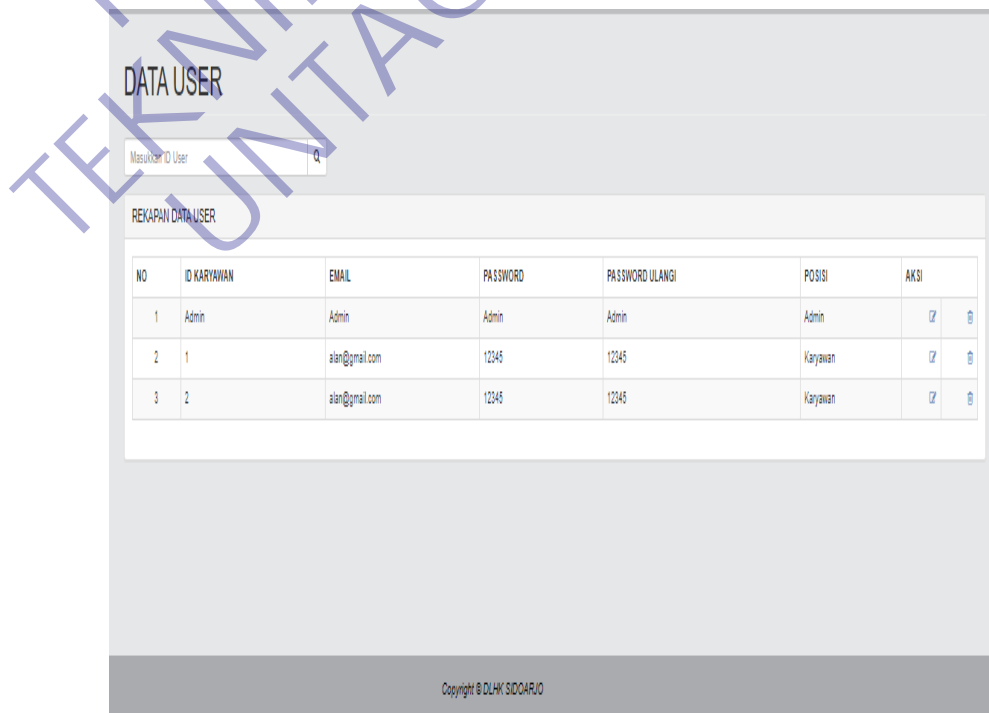 TEKNI
UNTAG
DATA USER
Masukkan ID User
REKAPAN DATA USER
NO ID KARYAWAN EMAIL PASSWORD PASSWORD ULANGI POSISI AKSI
1 Admin Admin Admin Admin Admin
2 1 alan@gmail.com 12345 12345 Karyawan
3 2 alan@gmail.com 12345 12345 Karyawan
Copyright © DLHK SIDOARJO